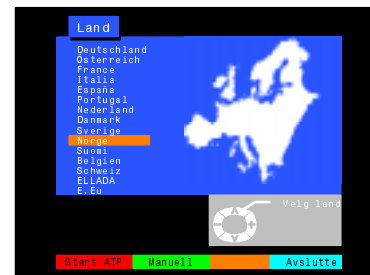 Land
Deutschland
Österreich
France
Italia
España
Portugal
Nederland
Danmark
Sverige
Norge
Suomi
Belgien
Schweiz
ELLADA
E.Eu
Velg land
Start ATP
Manuell
Avslutte